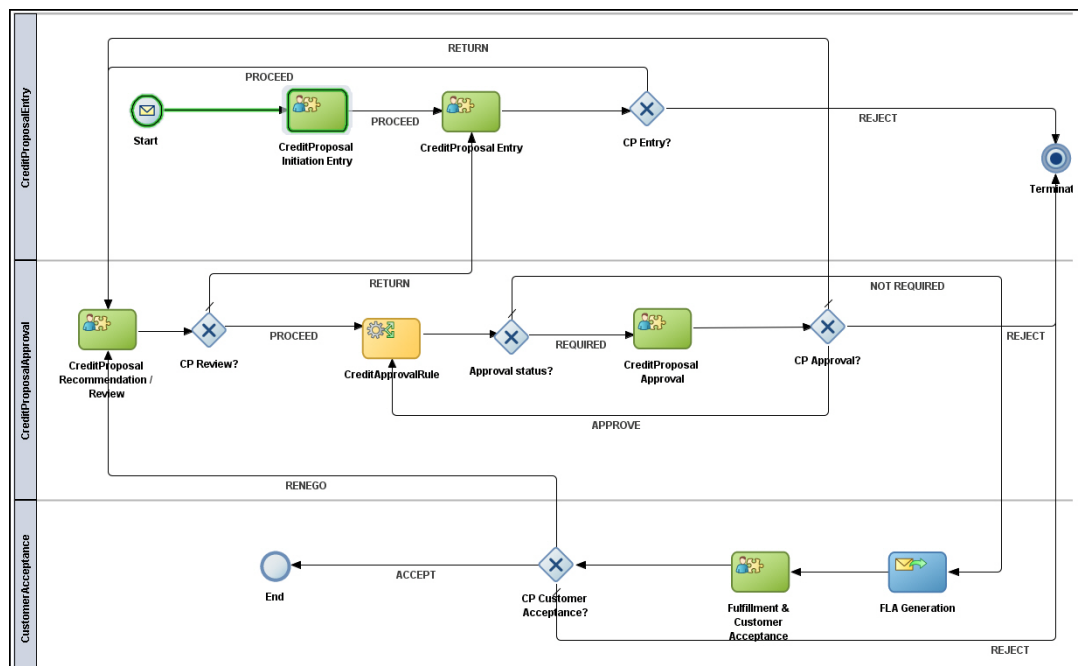 CreditProposalEntry
RETURN
PROCEED
Start
CreditProposal
Initiation Entry
PROCEED
CreditProposal Entry
CP Entry?
REJECT
Terminat
CreditProposalApproval
RETURN
NOT REQUIRED
CreditProposal
Recommendation /
Review
CP Review?
PROCEED
CreditApprovalRule
Approval status?
REQUIRED
CreditProposal
Approval
CP Approval?
REJECT
APPROVE
RENEGO
CustomerAcceptance
End
ACCEPT
CP Customer
Acceptance?
Fulfillment &
Customer
Acceptance
FLA Generation
REJECT